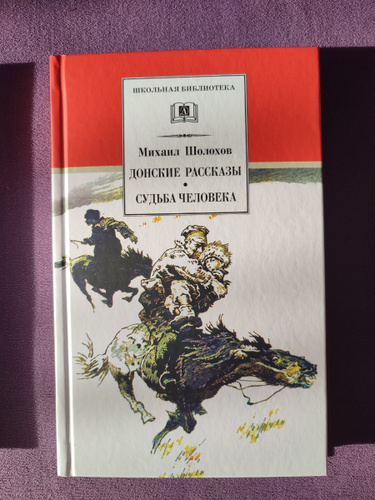 ШКОЛЬНАЯ БИБЛИОТЕКА
Михаил Шолохов
ДОНСКИЕ РАССКАЗЫ
•
СУДЬБА ЧЕЛОВЕКА